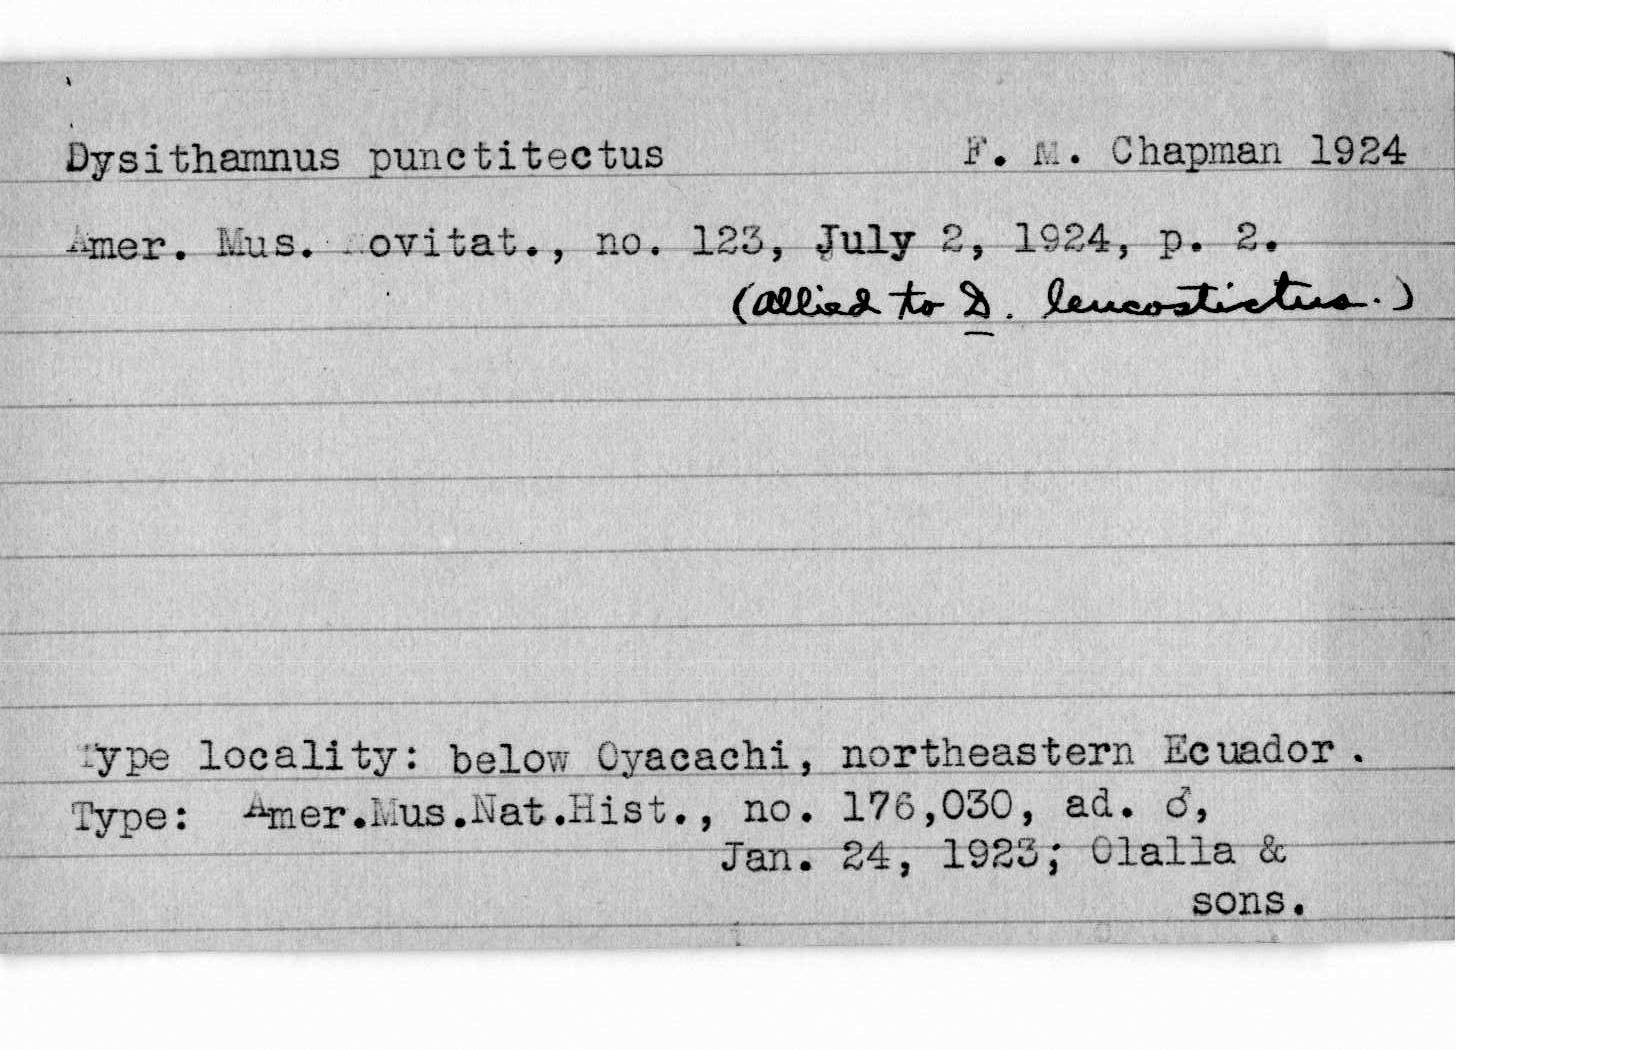 Dysithamnus punctitectus F. M. Chapman 1924
Amer. Mus. Novitat., no. 123, July 2, 1924, p. 2.
(allied to D. leucostictus.)
Type locality: below Oyacachi, northeastern Ecuador.
Type: Amer.Mus.Nat.Hist., no. 176,030, ad. ♂,
Jan. 24, 1923; Olalla &
sons.